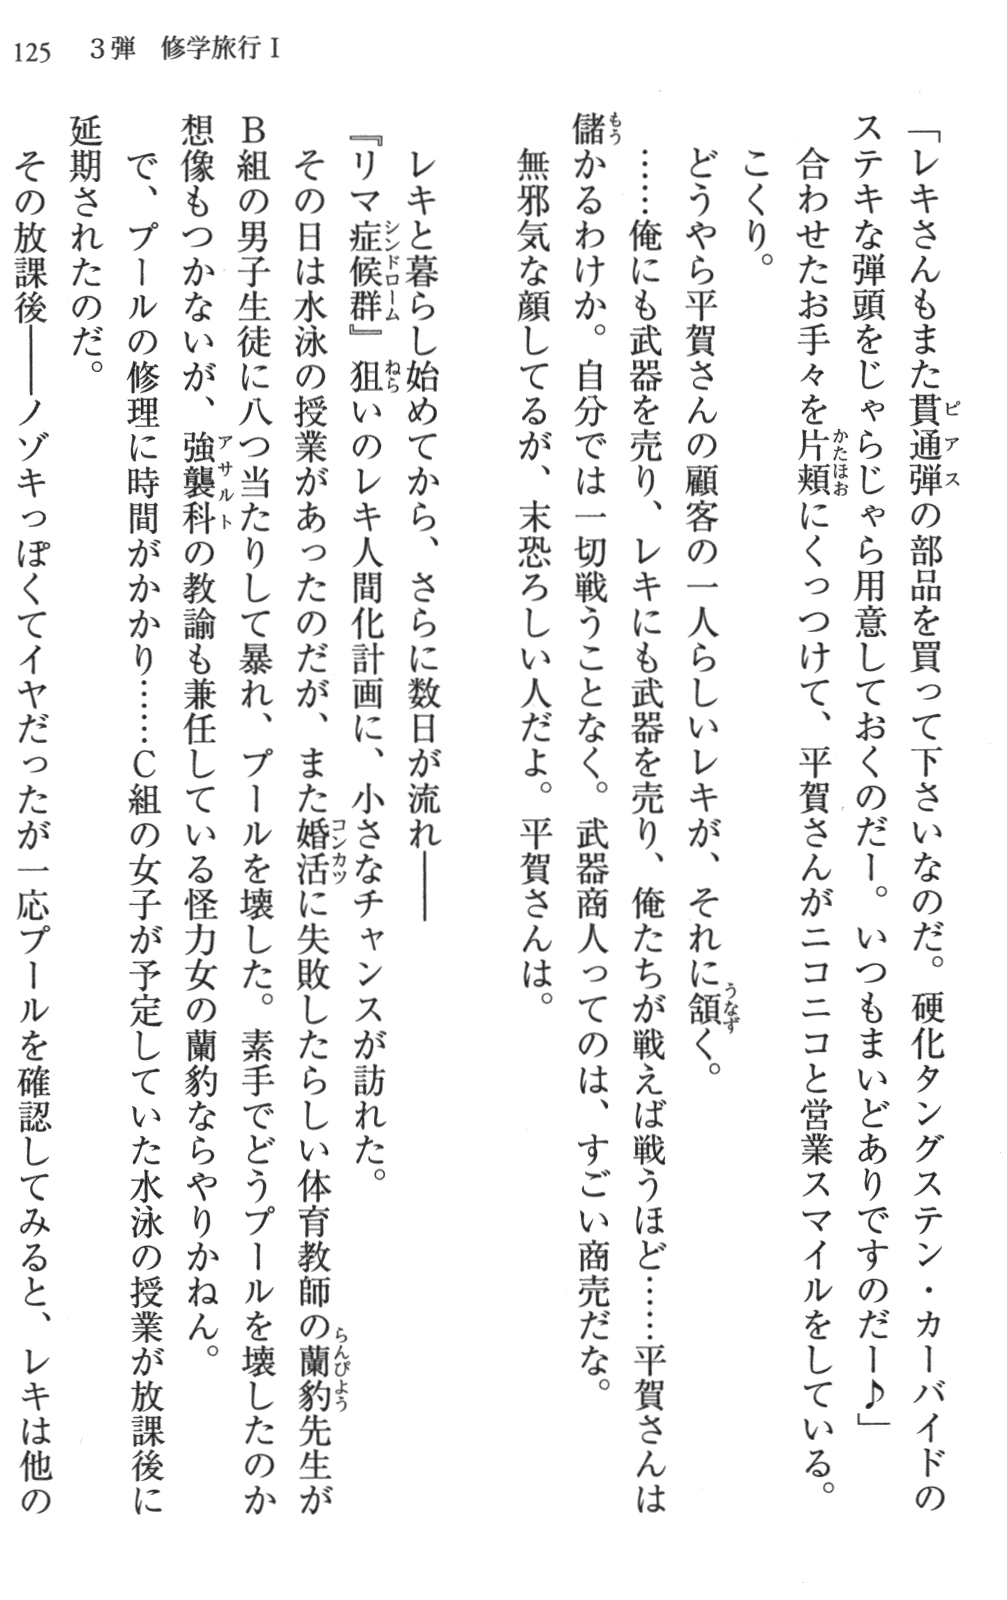 125　３弾　修学旅行Ⅰ
「レキさんもまた貫通弾の部品を買って下さいなのだ。硬化タングステン・カーバイドの
ステキな弾頭をじゃらじゃら用意しておくのだー。いつもまいどありですのだー♪」
　合わせたお手々を片頬にくっつけて、平賀さんがニコニコと営業スマイルをしている。
　こくり。
　どうやら平賀さんの顧客の一人らしいレキが、それに頷く。
　……俺にも武器を売り、レキにも武器を売り、俺たちが戦えば戦うほど……平賀さんは
儲かるわけか。自分では一切戦うことなく。武器商人ってのは、すごい商売だな。
　無邪気な顔してるが、末恐ろしい人だよ。平賀さんは。
　レキと暮らし始めてから、さらに数日が流れ――
『リマ症候群』狙いのレキ人間化計画に、小さなチャンスが訪れた。
　その日は水泳の授業があったのだが、また婚活に失敗したらしい体育教師の蘭豹先生が
Ｂ組の男子生徒に八つ当たりして暴れ、プールを壊した。素手でどうプールを壊したのか
想像もつかないが、強襲科の教諭も兼任している怪力女の蘭豹ならやりかねん。
　で、プールの修理に時間がかかり……Ｃ組の女子が予定していた水泳の授業が放課後に
延期されたのだ。
　その放課後――ノゾキっぽくてイヤだったが一応プールを確認してみると、レキは他の
ピアス
かたほお
うなず
もう
シンドローム
ねら
コンカツ
らんぴょう
アサルト